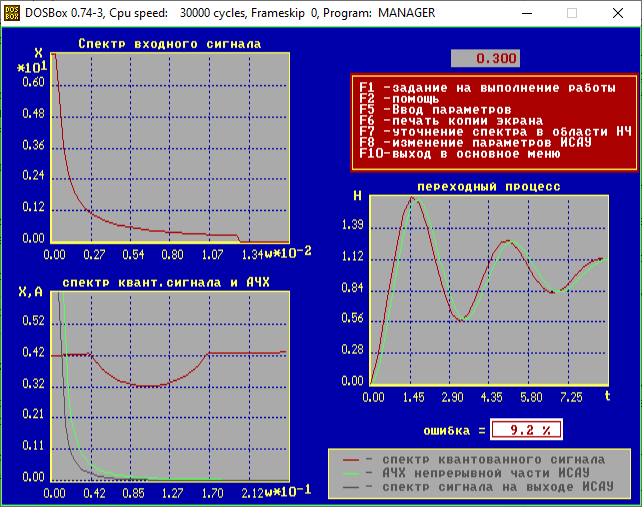 DOSBox 0.74-3, Cpu speed: 30000 cycles, Frameskip 0, Program: MANAGER
Спектр входного сигнала
X
*10¹
0.60
0.48
0.36
0.24
0.12
0.00
0.00 0.27 0.54 0.80 1.07 1.34 w*10⁻²
0.300
F1 -задание на выполнение работы
F2 -помощь
F5 -Ввод параметров
F6 -печать копии экрана
F7 -уточнение спектра в области НЧ
F8 -изменение параметров ИСАУ
F10-выход в основное меню
переходный процесс
H
1.39
1.12
0.84
0.56
0.28
0.00
0.00 1.45 2.90 4.35 5.80 7.25 t
спектр квант.сигнала и АЧХ
X,A
0.52
0.42
0.32
0.21
0.11
0.00
0.00 0.42 0.85 1.27 1.70 2.12 w*10⁻¹
ошибка = 9.2 %
- спектр квантованного сигнала
- АЧХ непрерывной части ИСАУ
- спектр сигнала на выходе ИСАУ